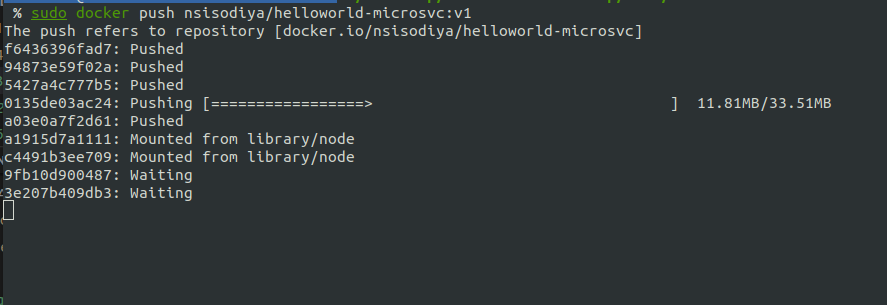 % sudo docker push nsisodiya/helloworld-microsvc:v1
The push refers to repository [docker.io/nsisodiya/helloworld-microsvc]
f6436396fad7: Pushed
94873e59f02a: Pushed
5427a4c777b5: Pushed
0135de03ac24: Pushing [=================>                                 ]  11.81MB/33.51MB
a03e0a7f2d61: Pushed
a1915d7a1111: Mounted from library/node
c4491b3ee709: Mounted from library/node
9fb10d900487: Waiting
3e207b409db3: Waiting